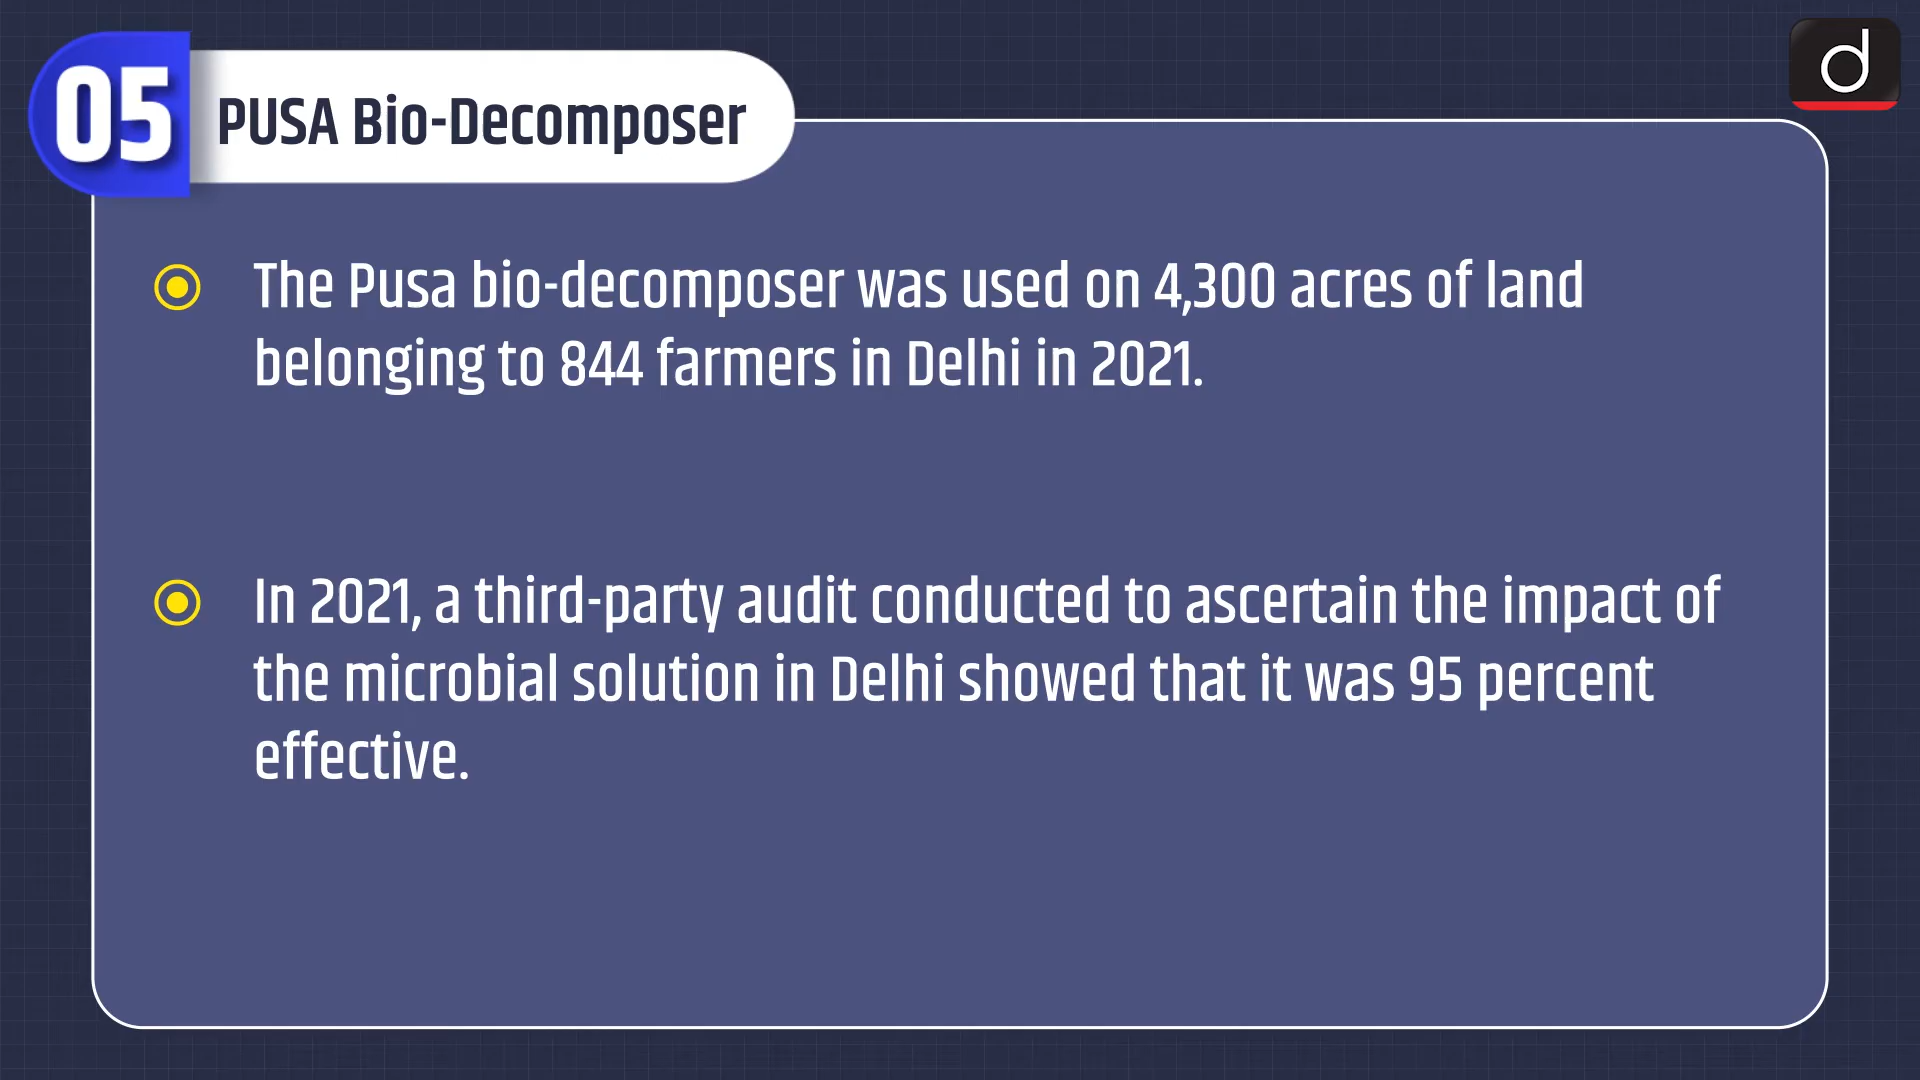 05
PUSA Bio-Decomposer
d
The Pusa bio-decomposer was used on 4,300 acres of land
belonging to 844 farmers in Delhi in 2021.
In 2021, a third-party audit conducted to ascertain the impact of
the microbial solution in Delhi showed that it was 95 percent
effective.